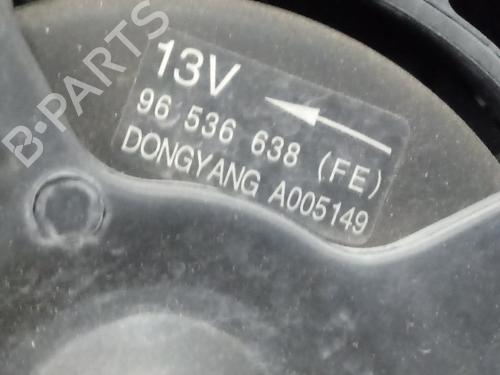 B-PARTS
13V
96 536 638 (FE)
DONGYANG A005149